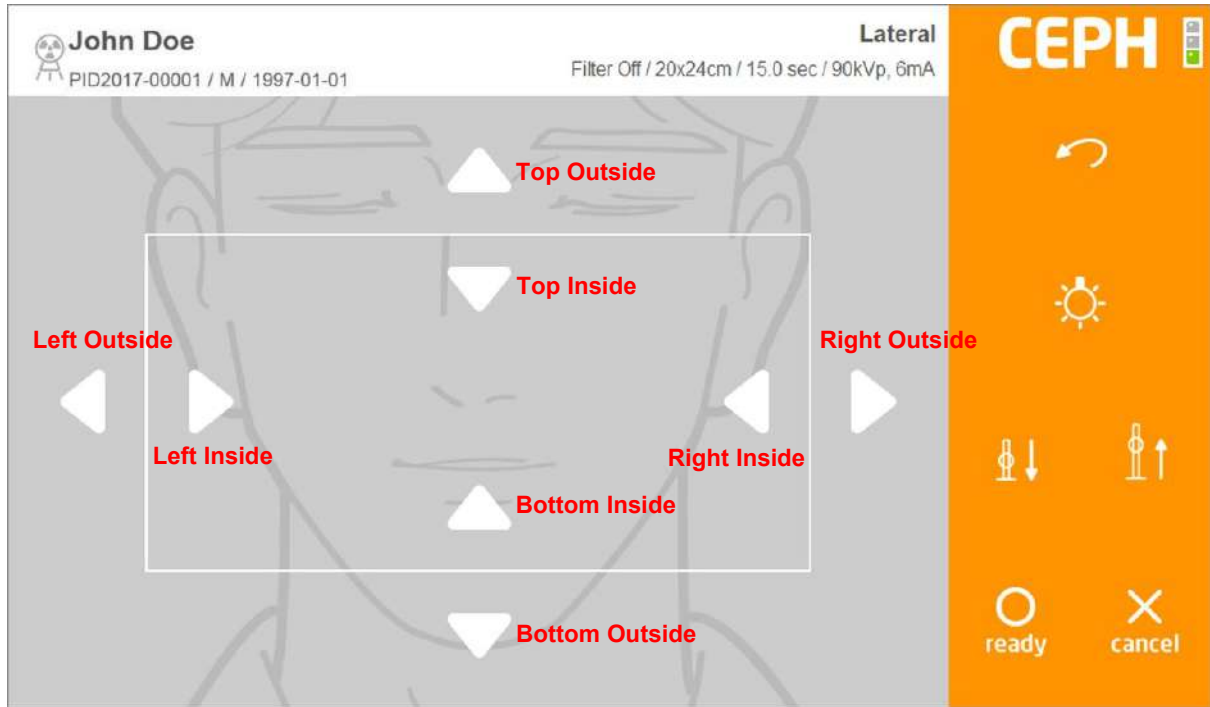 John Doe
PID2017-00001 / M / 1997-01-01
Lateral
Filter Off / 20x24cm / 15.0 sec / 90kVp, 6mA
CEPH
Top Outside
Top Inside
Left Outside
Right Outside
Left Inside
Right Inside
Bottom Inside
Bottom Outside
ready
cancel